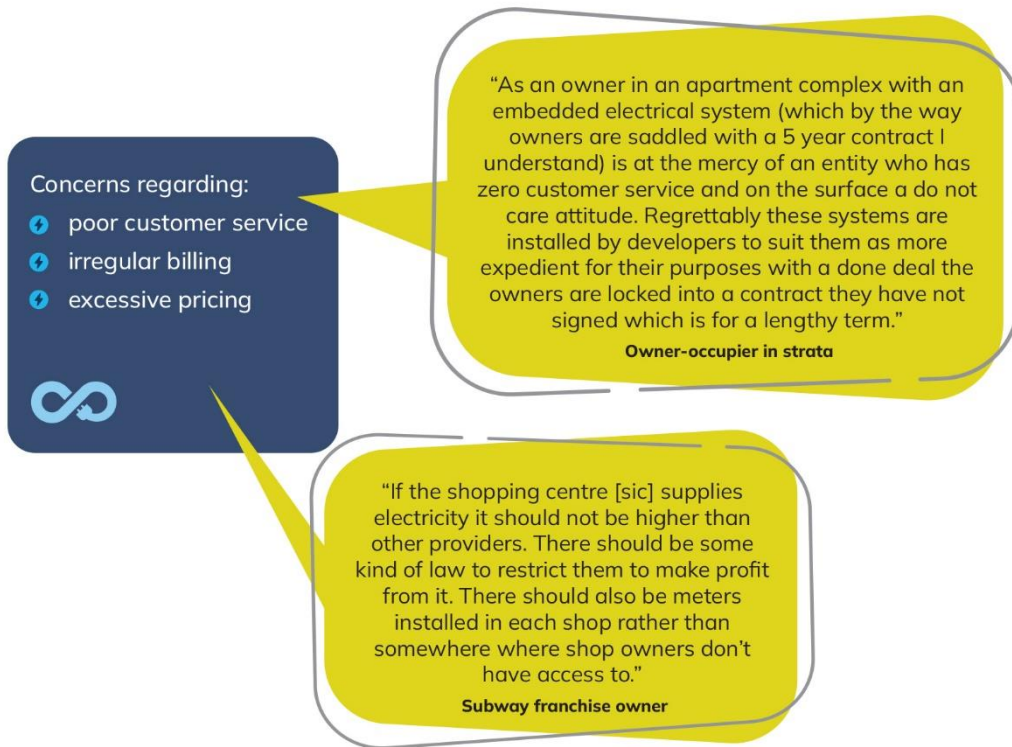 Concerns regarding:
poor customer service
irregular billing
excessive pricing
“As an owner in an apartment complex with an
embedded electrical system (which by the way
owners are saddled with a 5 year contract I
understand) is at the mercy of an entity who has
zero customer service and on the surface a do not
care attitude. Regrettably these systems are
installed by developers to suit them as more
expedient for their purposes with a done deal the
owners are locked into a contract they have not
signed which is for a lengthy term.”
Owner-occupier in strata
“If the shopping centre [sic] supplies
electricity it should not be higher than
other providers. There should be some
kind of law to restrict them to make profit
from it. There should also be meters
installed in each shop rather than
somewhere where shop owners don’t
have access to.”
Subway franchise owner